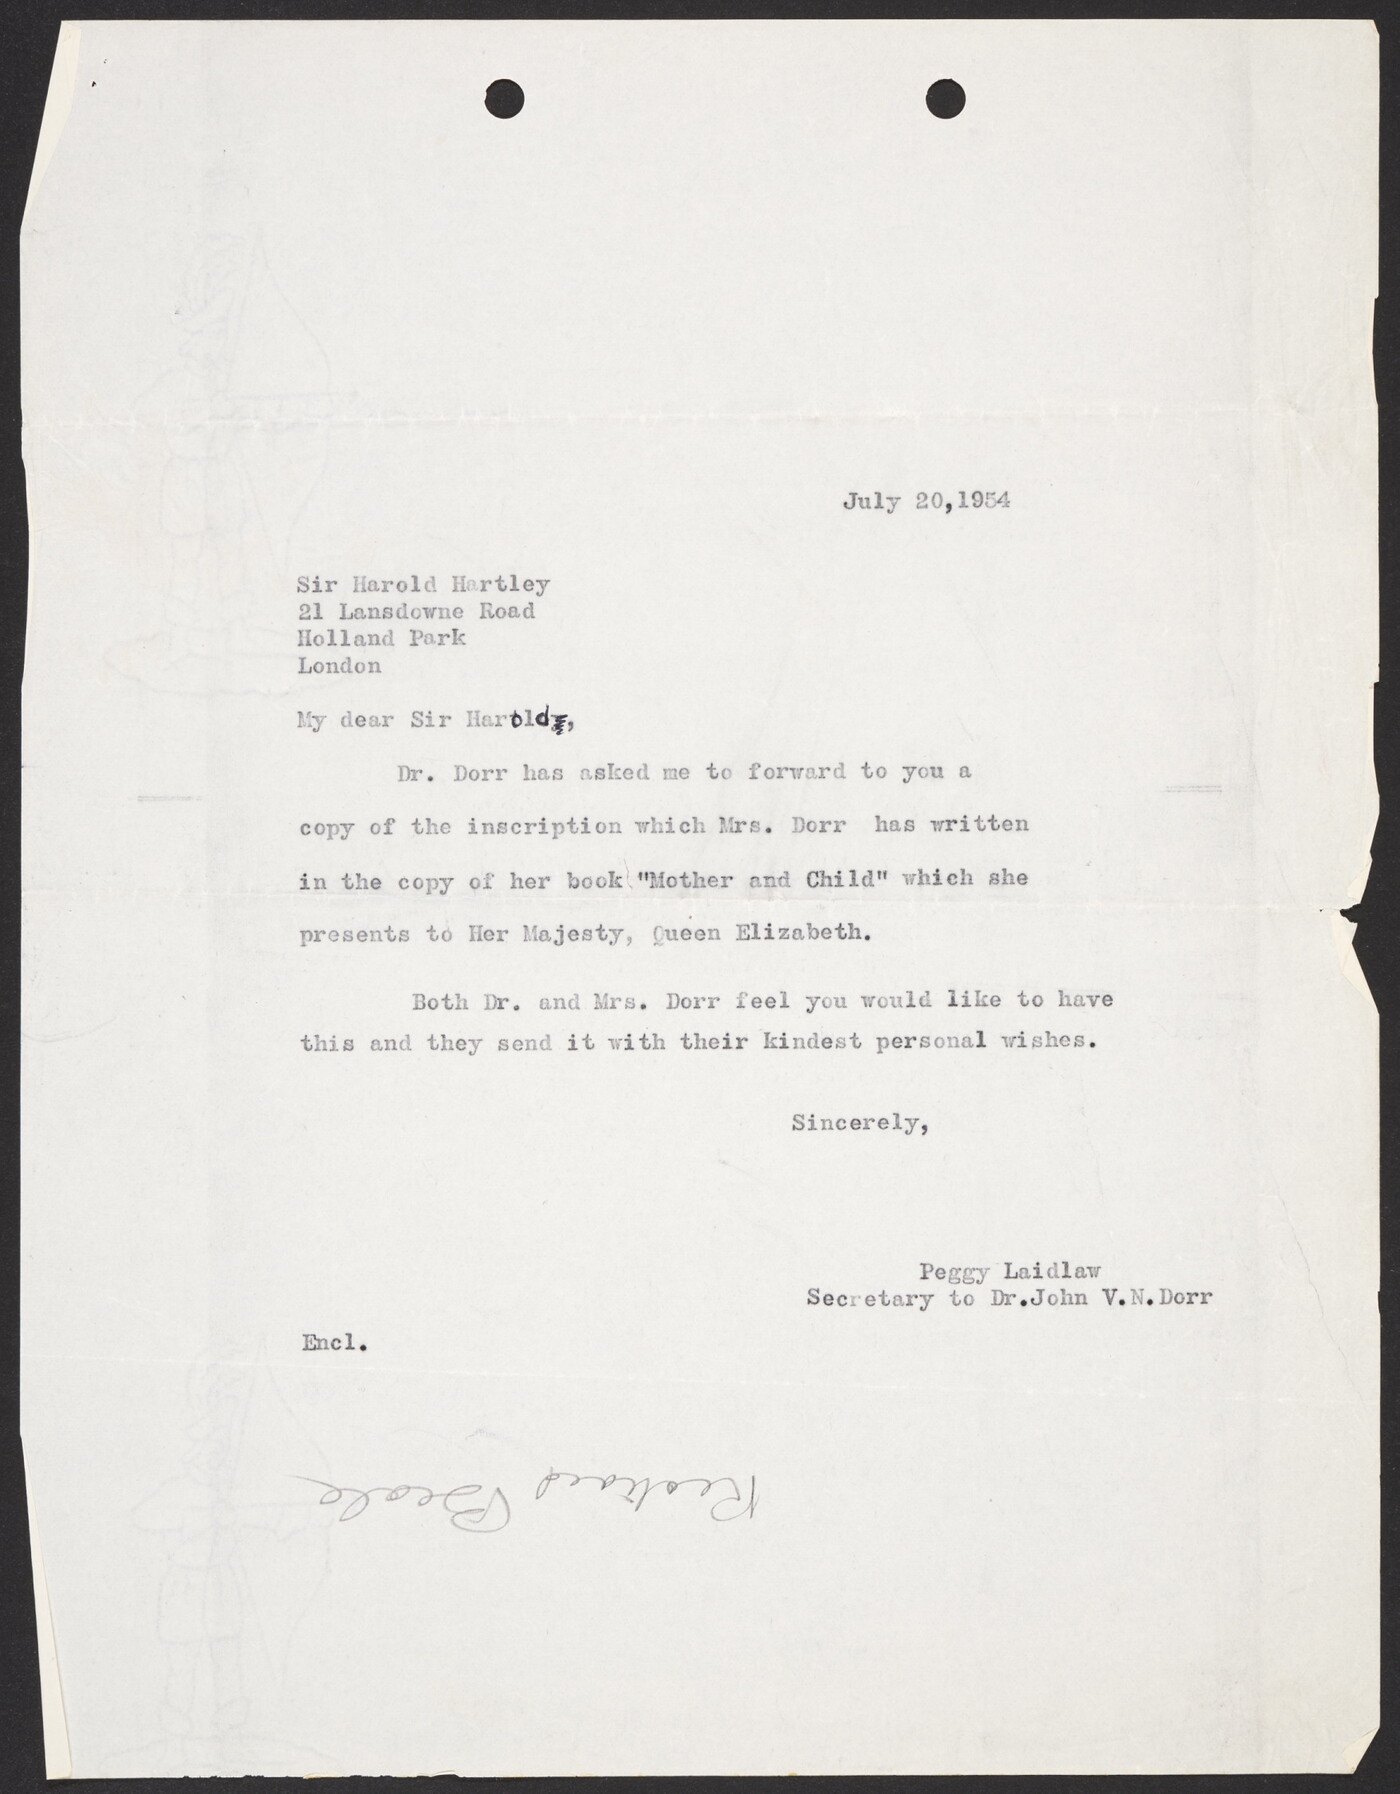 July 20,1954
Sir Harold Hartley
21 Lansdowne Road
Holland Park
London
My dear Sir Harold,
Dr. Dorr has asked me to forward to you a
copy of the inscription which Mrs. Dorr has written
in the copy of her book "Mother and Child" which she
presents to Her Majesty, Queen Elizabeth.
Both Dr. and Mrs. Dorr feel you would like to have
this and they send it with their kindest personal wishes.
Sincerely,
Peggy Laidlaw
Secretary to Dr.John V.N.Dorr
Encl.